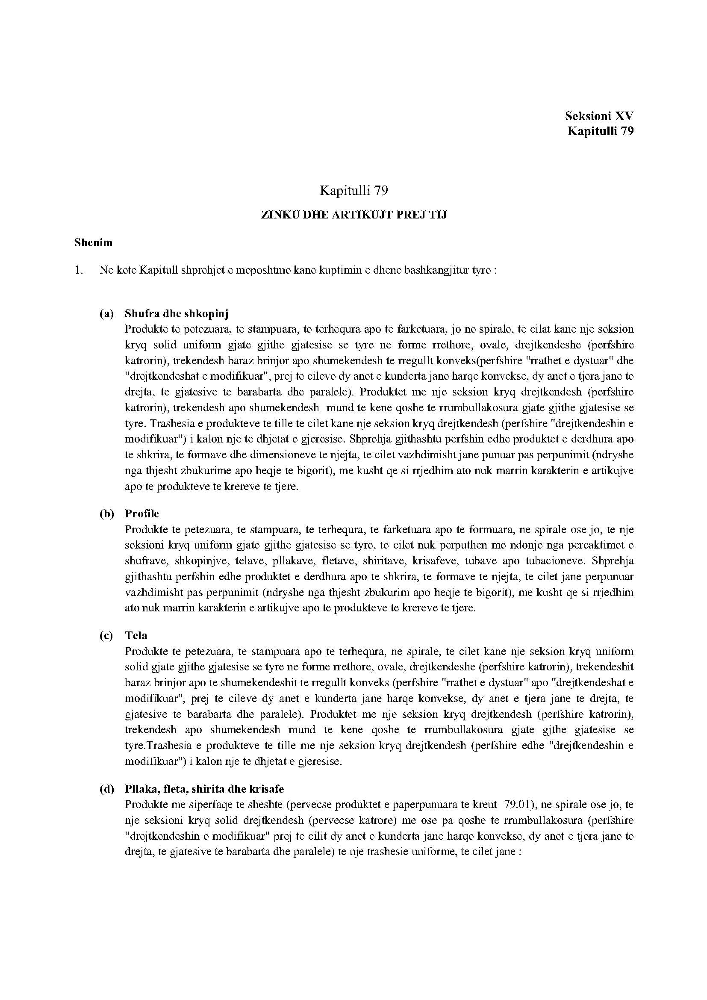 Seksioni XV
Kapitulli 79
Kapitulli 79
ZINKU DHE ARTIKUJT PREJ TIJ
Shenim
1. Ne kete Kapitull shprehjet e meposhtme kane kuptimin e dhene bashkangjitur tyre :
(a) Shufra dhe shkopinj
Produkte te petezuara, te stampuara, te terhequra apo te farketuara, jo ne spirale, te cilat kane nje seksion
kryq solid uniform gjate gjithe gjatesise se tyre ne forme rrethore, ovale, drejtkendeshe (perfshire
katrorin), trekendesh baraz brinjor apo shumekendesh te rregullt konveks(perfshire "rrathet e dystuar" dhe
"drejtkendeshat e modifikuar", prej te cileve dy anet e kunderta jane harqe konvekse, dy anet e tjera jane te
drejta, te gjatesive te barabarta dhe paralele). Produktet me nje seksion kryq drejtkendesh (perfshire
katrorin), trekendesh apo shumekendesh mund te kene qoshe te rrumbullakosura gjate gjithe gjatesise se
tyre. Trashesia e produkteve te tille te cilet kane nje seksion kryq drejtkendesh (perfshire "drejtkendeshin e
modifikuar") i kalon nje te dhjetat e gjeresise. Shprehja gjithashtu perfshin edhe produktet e derdhura apo
te shkrira, te formave dhe dimensioneve te njejta, te cilet vazhdimisht jane punuar pas perpunimit (ndryshe
nga thjesht zbukurime apo heqje te bigorit), me kusht qe si rrjedhim ato nuk marrin karakterin e artikujve
apo te produkteve te krereve te tjere.
(b) Profile
Produkte te petezuara, te stampuara, te terhequra, te farketuara apo te formuara, ne spirale ose jo, te nje
seksioni kryq uniform gjate gjithe gjatesise se tyre, te cilet nuk perputhen me ndonje nga percaktimet e
shufrave, shkopinjve, telave, pllakave, fletave, shiritave, krisafeve, tubave apo tubacioneve. Shprehja
gjithashtu perfshin edhe produktet e derdhura apo te shkrira, te formave te njejta, te cilet jane perpunuar
vazhdimisht pas perpunimit (ndryshe nga thjesht zbukurim apo heqje te bigorit), me kusht qe si rrjedhim
ato nuk marrin karakterin e artikujve apo te produkteve te krereve te tjere.
(c) Tela
Produkte te petezuara, te stampuara apo te terhequra, ne spirale, te cilet kane nje seksion kryq uniform
solid gjate gjithe gjatesise se tyre ne forme rrethore, ovale, drejtkendeshe (perfshire katrorin), trekendeshit
baraz brinjor apo te shumekendeshit te rregullt konveks (perfshire "rrathet e dystuar" apo "drejtkendeshat e
modifikuar", prej te cileve dy anet e kunderta jane harqe konvekse, dy anet e tjera jane te drejta, te
gjatesive te barabarta dhe paralele). Produktet me nje seksion kryq drejtkendesh (perfshire katrorin),
trekendesh apo shumekendesh mund te kene qoshe te rrumbullakosura gjate gjthe gjatesise se
tyre.Trashesia e produkteve te tille me nje seksion kryq drejtkendesh (perfshire edhe "drejtkendeshin e
modifikuar") i kalon nje te dhjetat e gjeresise.
(d) Pllaka, fleta, shirita dhe krisafe
Produkte me siperfaqe te sheshte (pervecse produktet e paperpunuara te kreut 79.01), ne spirale ose jo, te
nje seksioni kryq solid drejtkendesh (pervecse katrore) me ose pa qoshe te rrumbullakosura (perfshire
"drejtkendeshin e modifikuar" prej te cilit dy anet e kunderta jane harqe konvekse, dy anet e tjera jane te
drejta, te gjatesive te barabarta dhe paralele) te nje trashesie uniforme, te cilet jane :